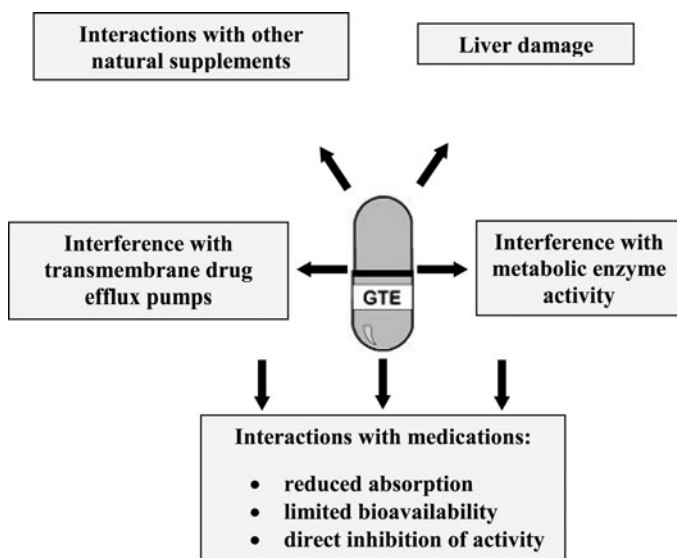 Interactions with other
natural supplements
Liver damage
Interference with
transmembrane drug
efflux pumps
GTE
Interference with
metabolic enzyme
activity
Interactions with medications:
• reduced absorption
• limited bioavailability
• direct inhibition of activity